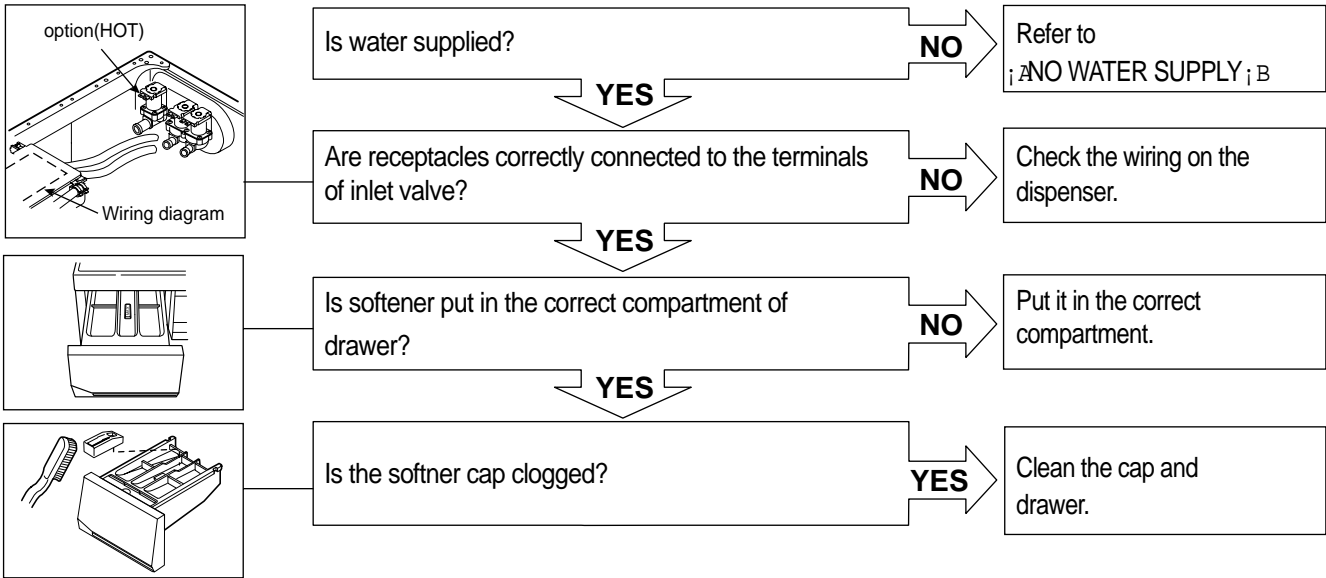 option(HOT)
Wiring diagram
Is water supplied?
NO
Refer to
¡ANO WATER SUPPLY¡B
YES
Are receptacles correctly connected to the terminals
of inlet valve?
NO
Check the wiring on the
dispenser.
YES
Is softener put in the correct compartment of
drawer?
NO
Put it in the correct
compartment.
YES
Is the softner cap clogged?
YES
Clean the cap and
drawer.